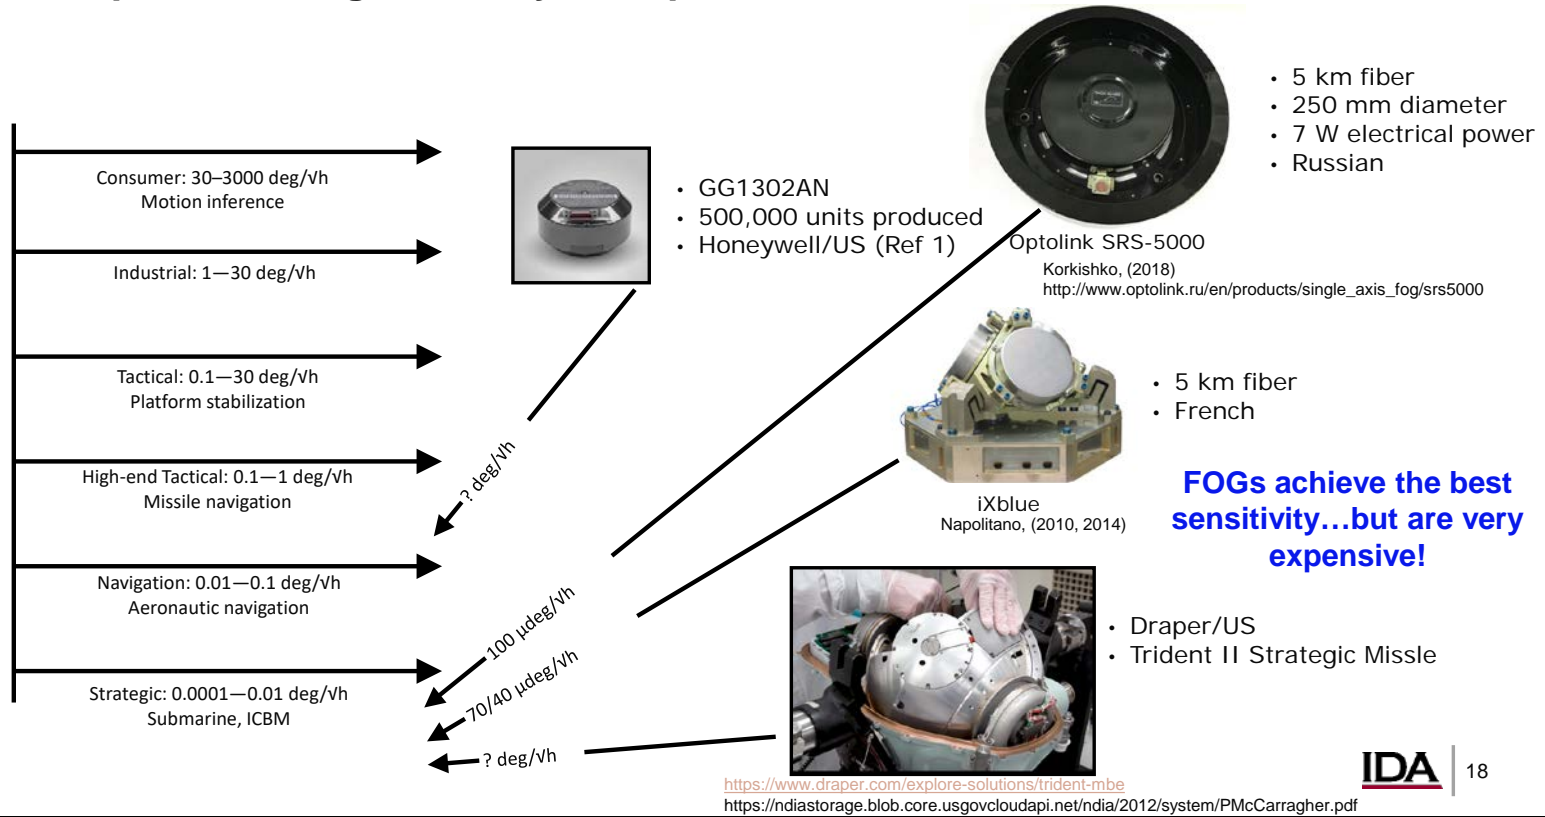 Consumer: 30–3000 deg/√h
Motion inference
Industrial: 1—30 deg/√h
Tactical: 0.1—30 deg/√h
Platform stabilization
High-end Tactical: 0.1—1 deg/√h
Missile navigation
Navigation: 0.01—0.1 deg/√h
Aeronautic navigation
Strategic: 0.0001—0.01 deg/√h
Submarine, ICBM
• GG1302AN
• 500,000 units produced
• Honeywell/US (Ref 1)
? deg/√h
• 5 km fiber
• 250 mm diameter
• 7 W electrical power
• Russian
Optolink SRS-5000
Korkishko, (2018)
http://www.optolink.ru/en/products/single_axis_fog/srs5000
100 µdeg/√h
• 5 km fiber
• French
iXblue
Napolitano, (2010, 2014)
70/40 µdeg/√h
FOGs achieve the best
sensitivity…but are very
expensive!
• Draper/US
• Trident II Strategic Missle
? deg/√h
https://www.draper.com/explore-solutions/trident-mbe
https://ndiastorage.blob.core.usgovcloudapi.net/ndia/2012/system/PMcCarragher.pdf
IDA
18